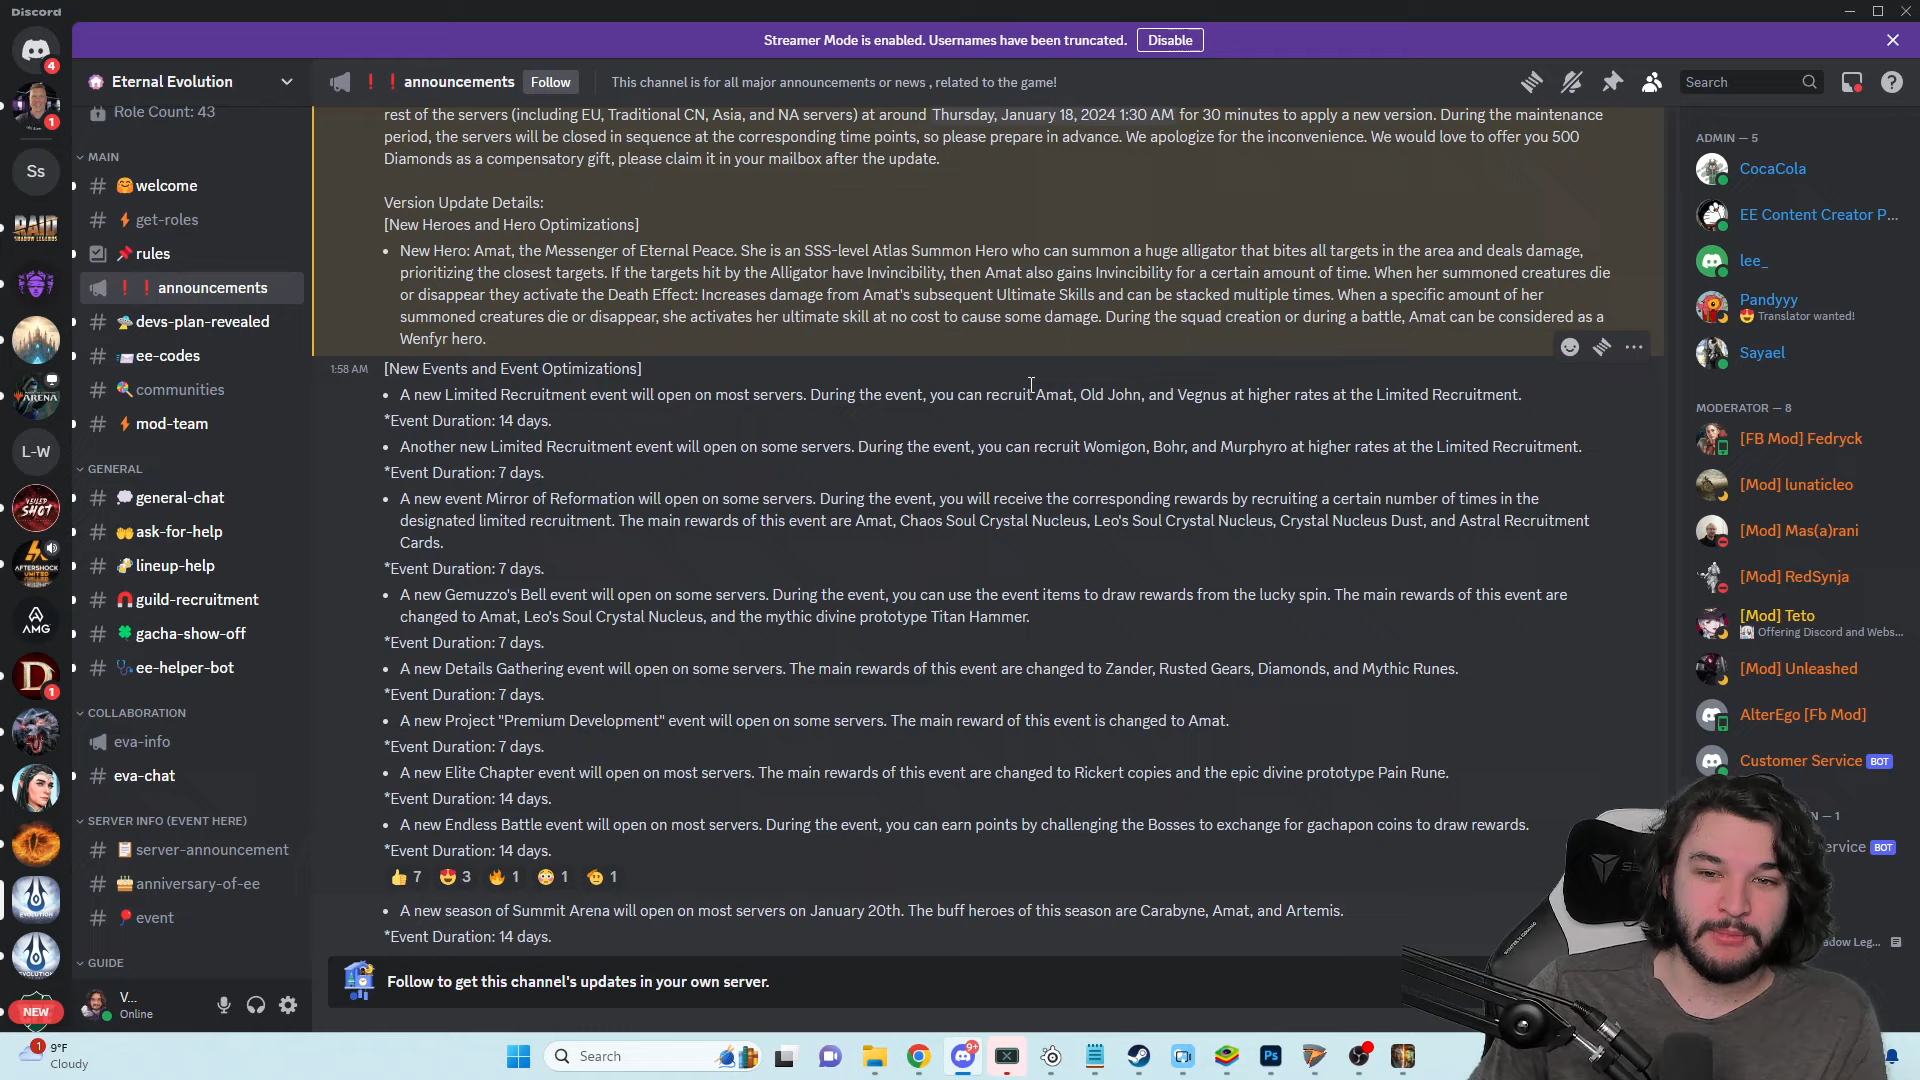 Discord
Streamer Mode is enabled. Usernames have been truncated.
Disable
Eternal Evolution
announcements
Follow
This channel is for all major announcements or news , related to the game!
Search
4
1
Ss
RAID
ARENA
L-W
AFTERSHOCK
AMG
1
NEW
Role Count: 43
MAIN
welcome
get-roles
rules
announcements
devs-plan-revealed
ee-codes
communities
mod-team
GENERAL
general-chat
ask-for-help
lineup-help
guild-recruitment
gacha-show-off
ee-helper-bot
COLLABORATION
eva-info
eva-chat
SERVER INFO (EVENT HERE)
server-announcement
anniversary-of-ee
event
GUIDE
V...
Online
rest of the servers (including EU, Traditional CN, Asia, and NA servers) at around Thursday, January 18, 2024 1:30 AM for 30 minutes to apply a new version. During the maintenance
period, the servers will be closed in sequence at the corresponding time points, so please prepare in advance. We apologize for the inconvenience. We would love to offer you 500
Diamonds as a compensatory gift, please claim it in your mailbox after the update.
Version Update Details:
[New Heroes and Hero Optimizations]
• New Hero: Amat, the Messenger of Eternal Peace. She is an SSS-level Atlas Summon Hero who can summon a huge alligator that bites all targets in the area and deals damage,
prioritizing the closest targets. If the targets hit by the Alligator have Invincibility, then Amat also gains Invincibility for a certain amount of time. When her summoned creatures die
or disappear they activate the Death Effect: Increases damage from Amat's subsequent Ultimate Skills and can be stacked multiple times. When a specific amount of her
summoned creatures die or disappear, she activates her ultimate skill at no cost to cause some damage. During the squad creation or during a battle, Amat can be considered as a
Wenfyr hero.
1:58 AM [New Events and Event Optimizations]
• A new Limited Recruitment event will open on most servers. During the event, you can recruit Amat, Old John, and Vegnus at higher rates at the Limited Recruitment.
*Event Duration: 14 days.
• Another new Limited Recruitment event will open on some servers. During the event, you can recruit Womigon, Bohr, and Murphyro at higher rates at the Limited Recruitment.
*Event Duration: 7 days.
• A new event Mirror of Reformation will open on some servers. During the event, you will receive the corresponding rewards by recruiting a certain number of times in the
designated limited recruitment. The main rewards of this event are Amat, Chaos Soul Crystal Nucleus, Leo's Soul Crystal Nucleus, Crystal Nucleus Dust, and Astral Recruitment
Cards.
*Event Duration: 7 days.
• A new Gemuzzo's Bell event will open on some servers. During the event, you can use the event items to draw rewards from the lucky spin. The main rewards of this event are
changed to Amat, Leo's Soul Crystal Nucleus, and the mythic divine prototype Titan Hammer.
*Event Duration: 7 days.
• A new Details Gathering event will open on some servers. The main rewards of this event are changed to Zander, Rusted Gears, Diamonds, and Mythic Runes.
*Event Duration: 7 days.
• A new Project "Premium Development" event will open on some servers. The main reward of this event is changed to Amat.
*Event Duration: 7 days.
• A new Elite Chapter event will open on most servers. The main rewards of this event are changed to Rickert copies and the epic divine prototype Pain Rune.
*Event Duration: 14 days.
• A new Endless Battle event will open on most servers. During the event, you can earn points by challenging the Bosses to exchange for gachapon coins to draw rewards.
*Event Duration: 14 days.
7 3 1 1 1
• A new season of Summit Arena will open on most servers on January 20th. The buff heroes of this season are Carabyne, Amat, and Artemis.
*Event Duration: 14 days.
Follow to get this channel's updates in your own server.
ADMIN — 5
CocaCola
EE Content Creator P...
lee_
Pandyyy
Translator wanted!
Sayael
MODERATOR — 8
[FB Mod] Fedryck
[Mod] lunaticleo
[Mod] Mas(a)rani
[Mod] RedSynja
[Mod] Teto
Offering Discord and Webs...
[Mod] Unleashed
AlterEgo [Fb Mod]
Customer Service BOT
N — 1
ervice BOT
adow Leg...
1
9°F
Cloudy
Search
9+
Ps